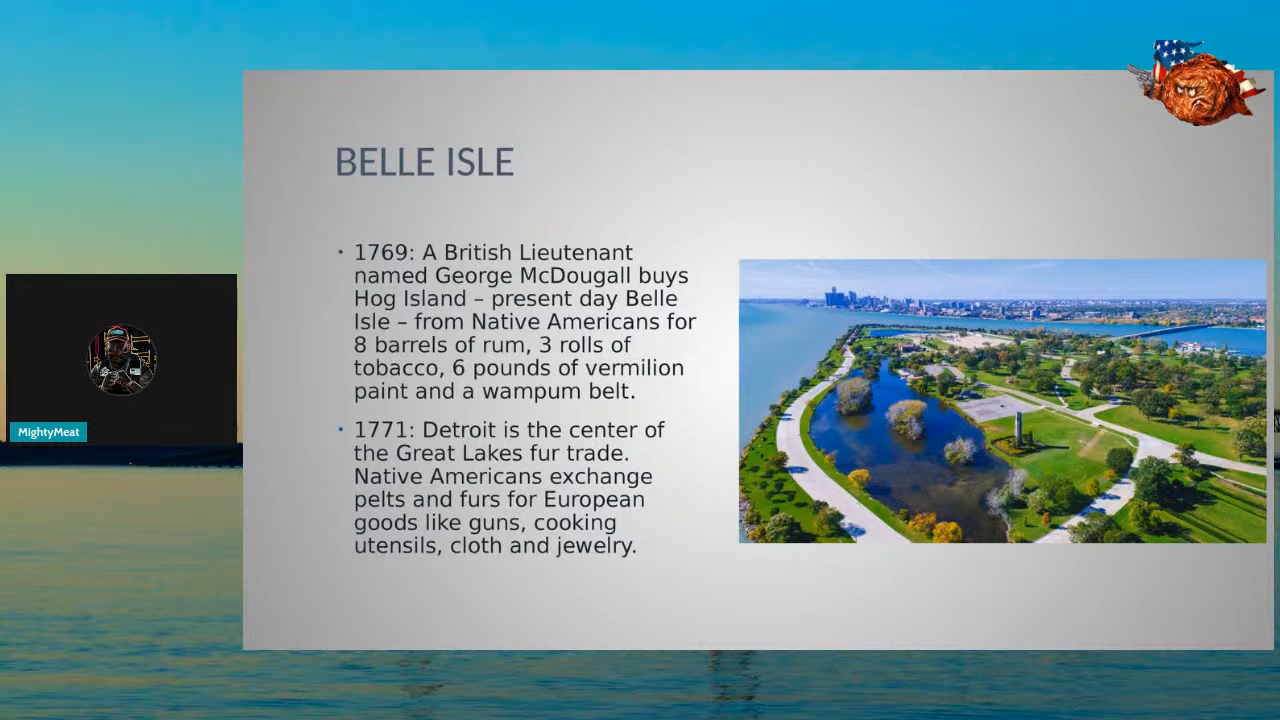 BELLE ISLE
• 1769: A British Lieutenant
named George McDougall buys
Hog Island – present day Belle
Isle – from Native Americans for
8 barrels of rum, 3 rolls of
tobacco, 6 pounds of vermilion
paint and a wampum belt.
• 1771: Detroit is the center of
the Great Lakes fur trade.
Native Americans exchange
pelts and furs for European
goods like guns, cooking
utensils, cloth and jewelry.
MightyMeat